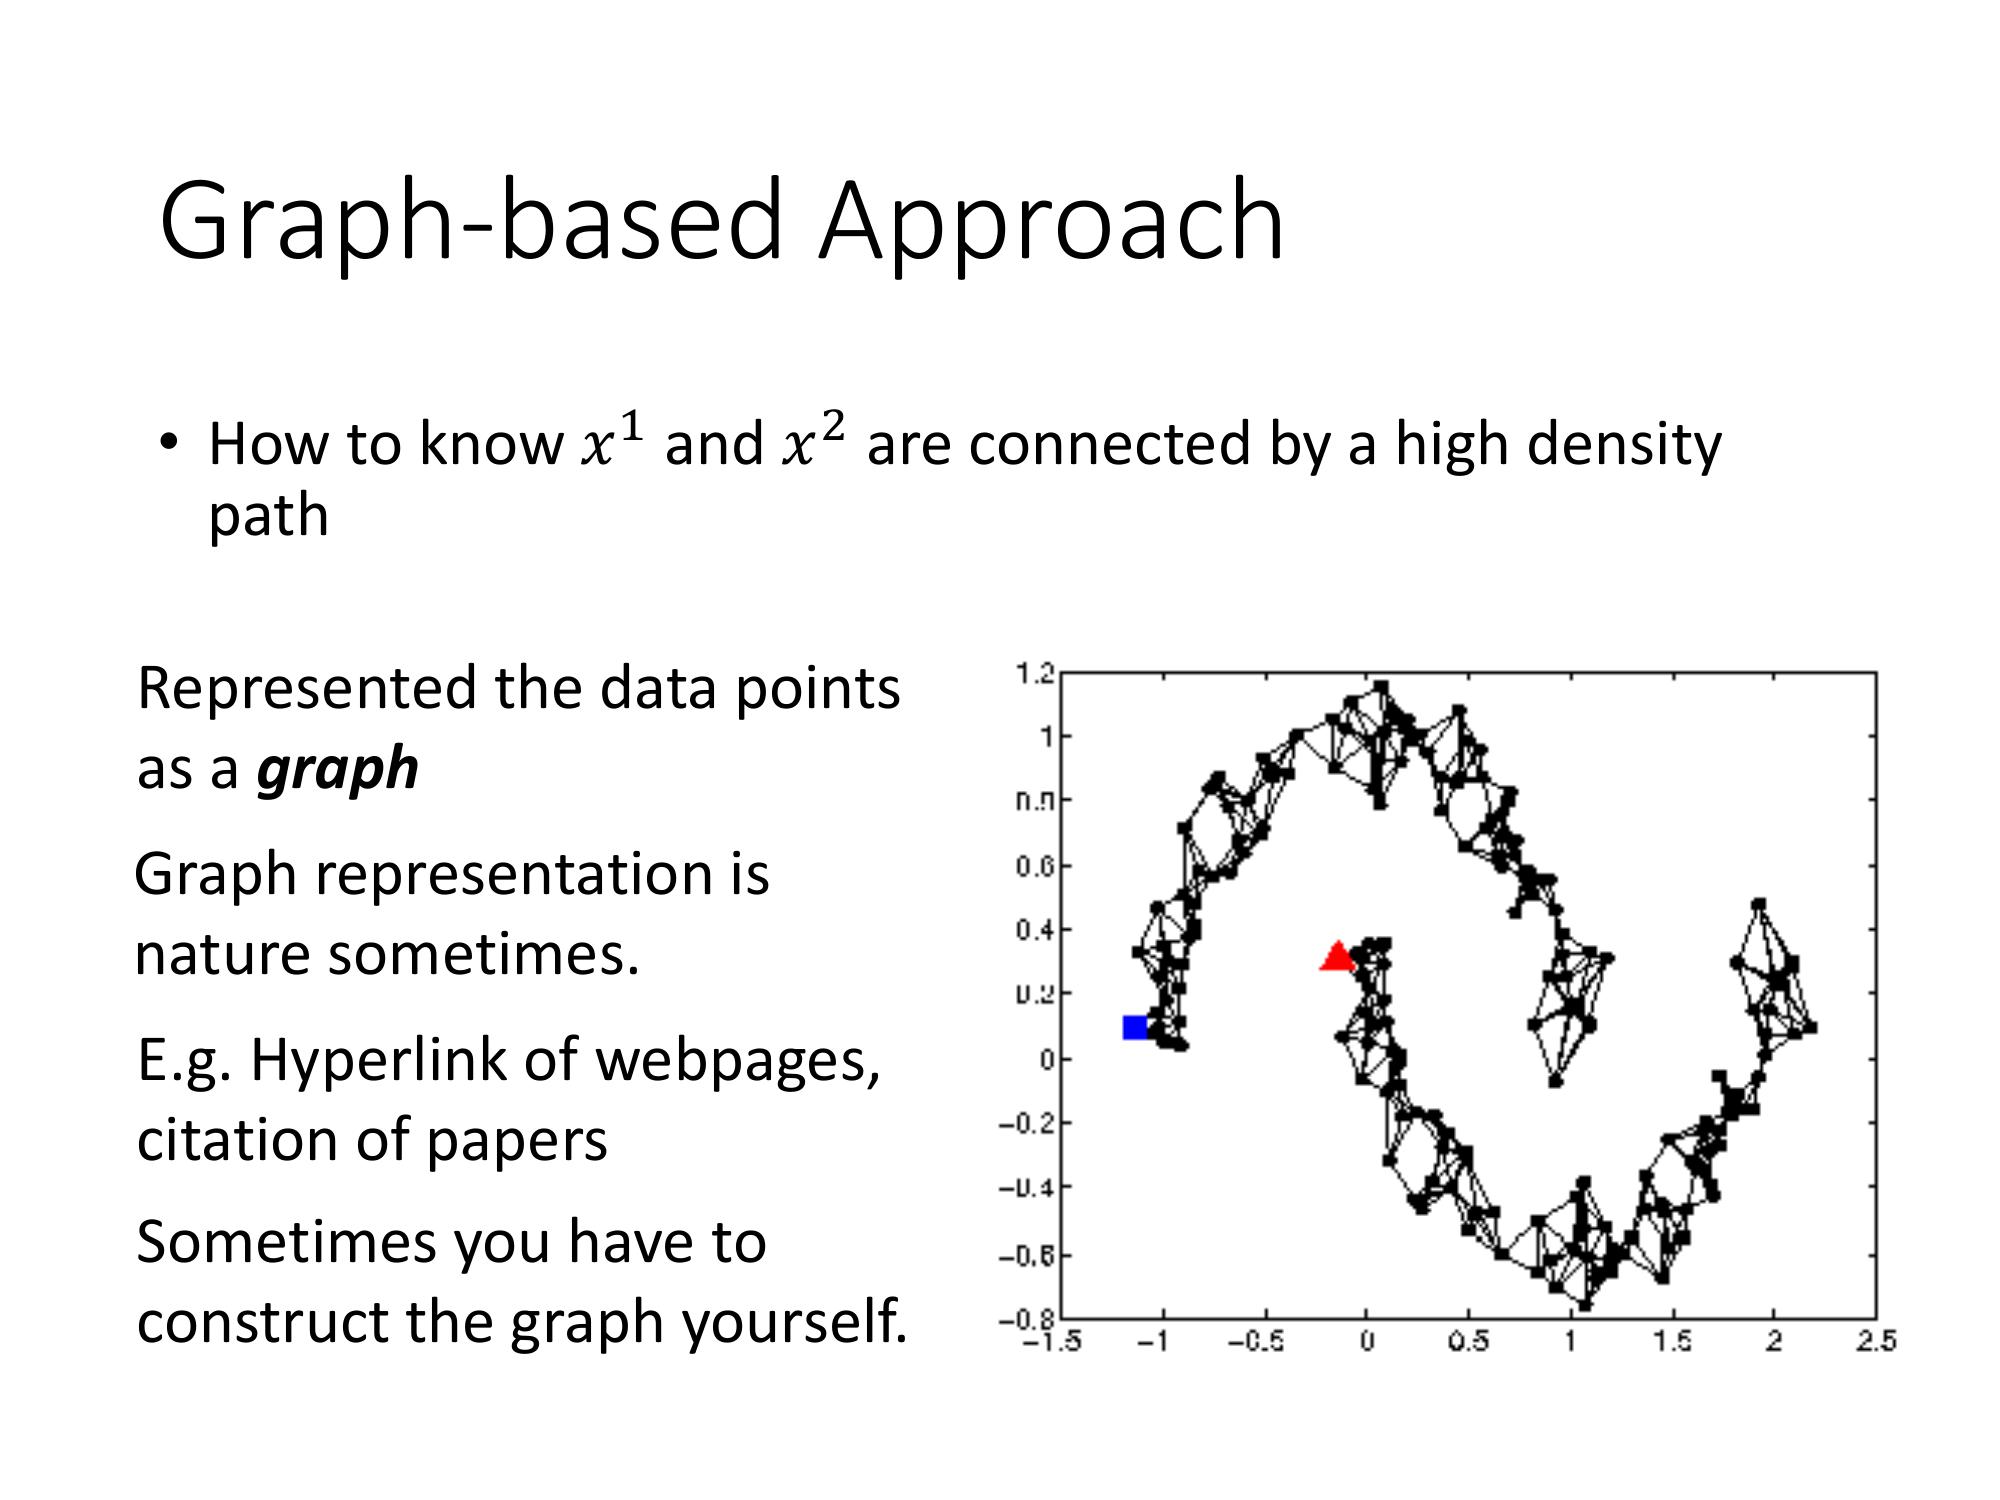 Graph-based Approach
• How to know x¹ and x² are connected by a high density
path
Represented the data points
as a graph
Graph representation is
nature sometimes.
E.g. Hyperlink of webpages,
citation of papers
Sometimes you have to
construct the graph yourself.
1.2
1
0.8
0.6
0.4
0.2
0
−0.2
−0.4
−0.6
−0.8
−1.5 −1 −0.5 0 0.5 1 1.5 2 2.5